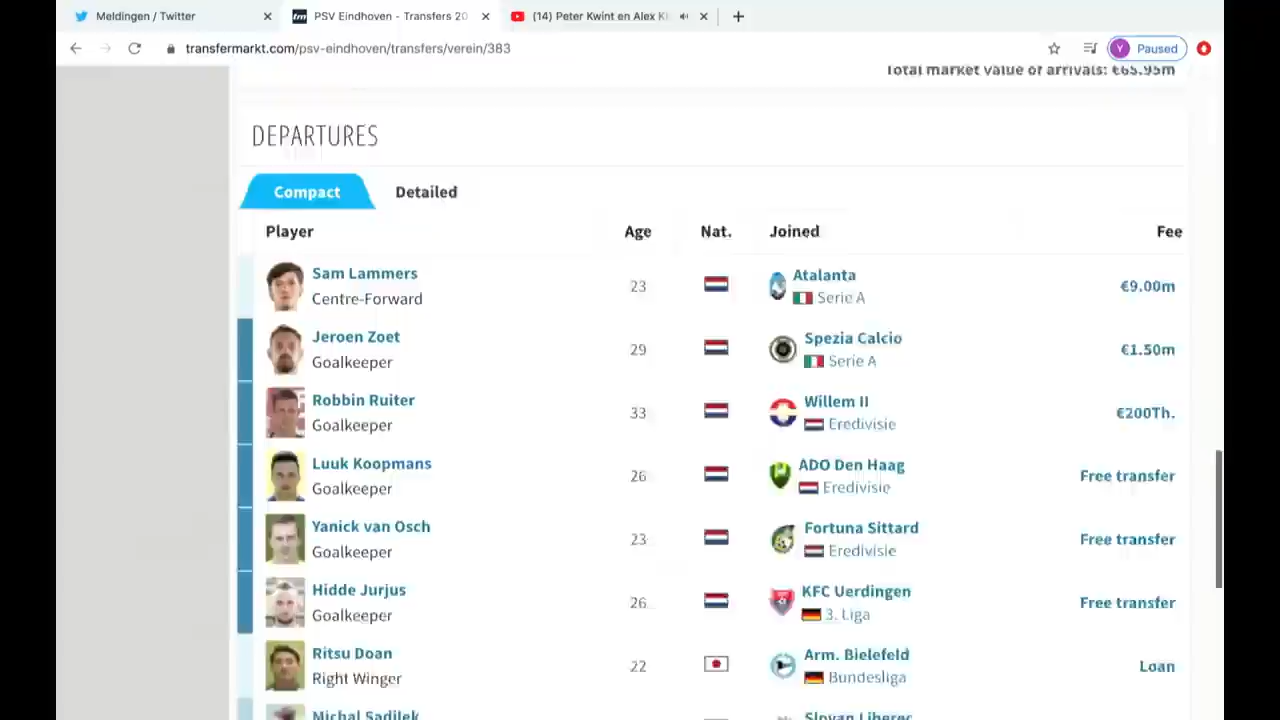 Meldingen / Twitter
PSV Eindhoven - Transfers 20
(14) Peter Kwint en Alex Ki
transfermarkt.com/psv-eindhoven/transfers/verein/383
Y Paused
Total market value of arrivals: €65.95m
DEPARTURES
Compact Detailed
Player Age Nat. Joined Fee
Sam Lammers
Centre-Forward
23
Atalanta
Serie A
€9.00m
Jeroen Zoet
Goalkeeper
29
Spezia Calcio
Serie A
€1.50m
Robbin Ruiter
Goalkeeper
33
Willem II
Eredivisie
€200Th.
Luuk Koopmans
Goalkeeper
26
ADO Den Haag
Eredivisie
Free transfer
Yanick van Osch
Goalkeeper
23
Fortuna Sittard
Eredivisie
Free transfer
Hidde Jurjus
Goalkeeper
26
KFC Uerdingen
3. Liga
Free transfer
Ritsu Doan
Right Winger
22
Arm. Bielefeld
Bundesliga
Loan
Michal Sadilek
Slovan Liberec